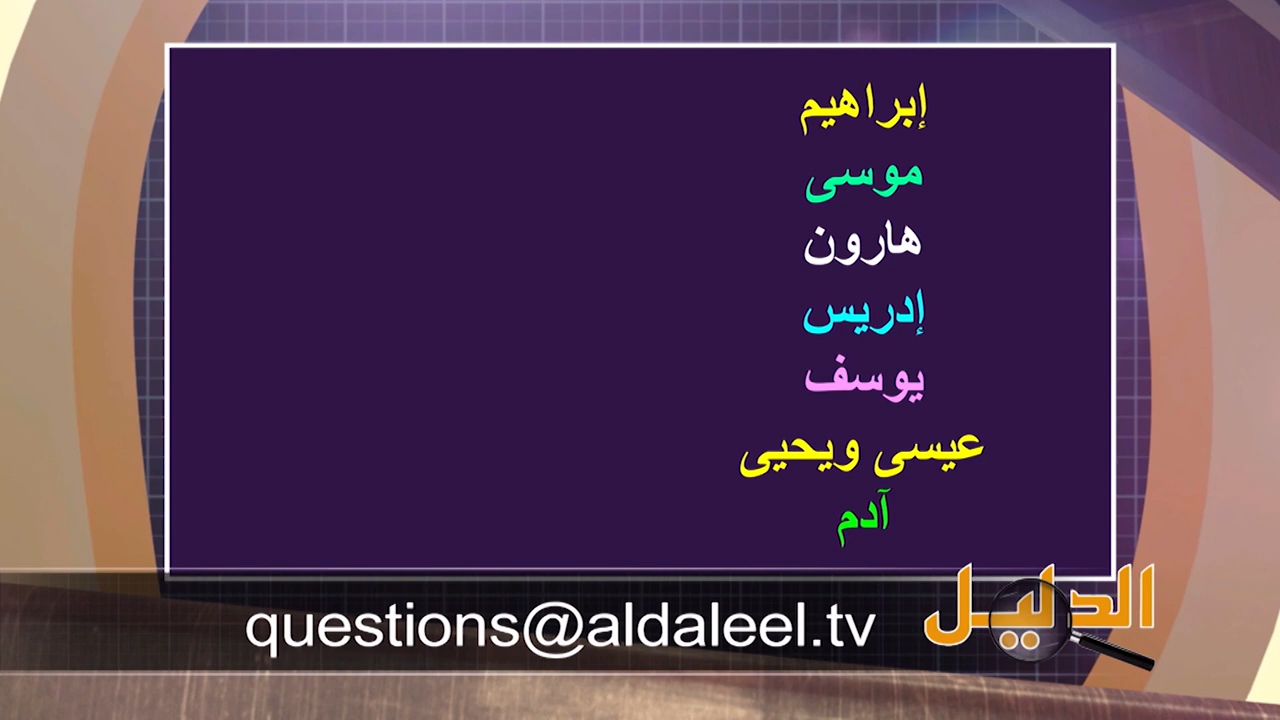 إبراهيم
موسى
هارون
إدريس
يوسف
عيسى ويحيى
آدم
الدليل
questions@aldaleel.tv